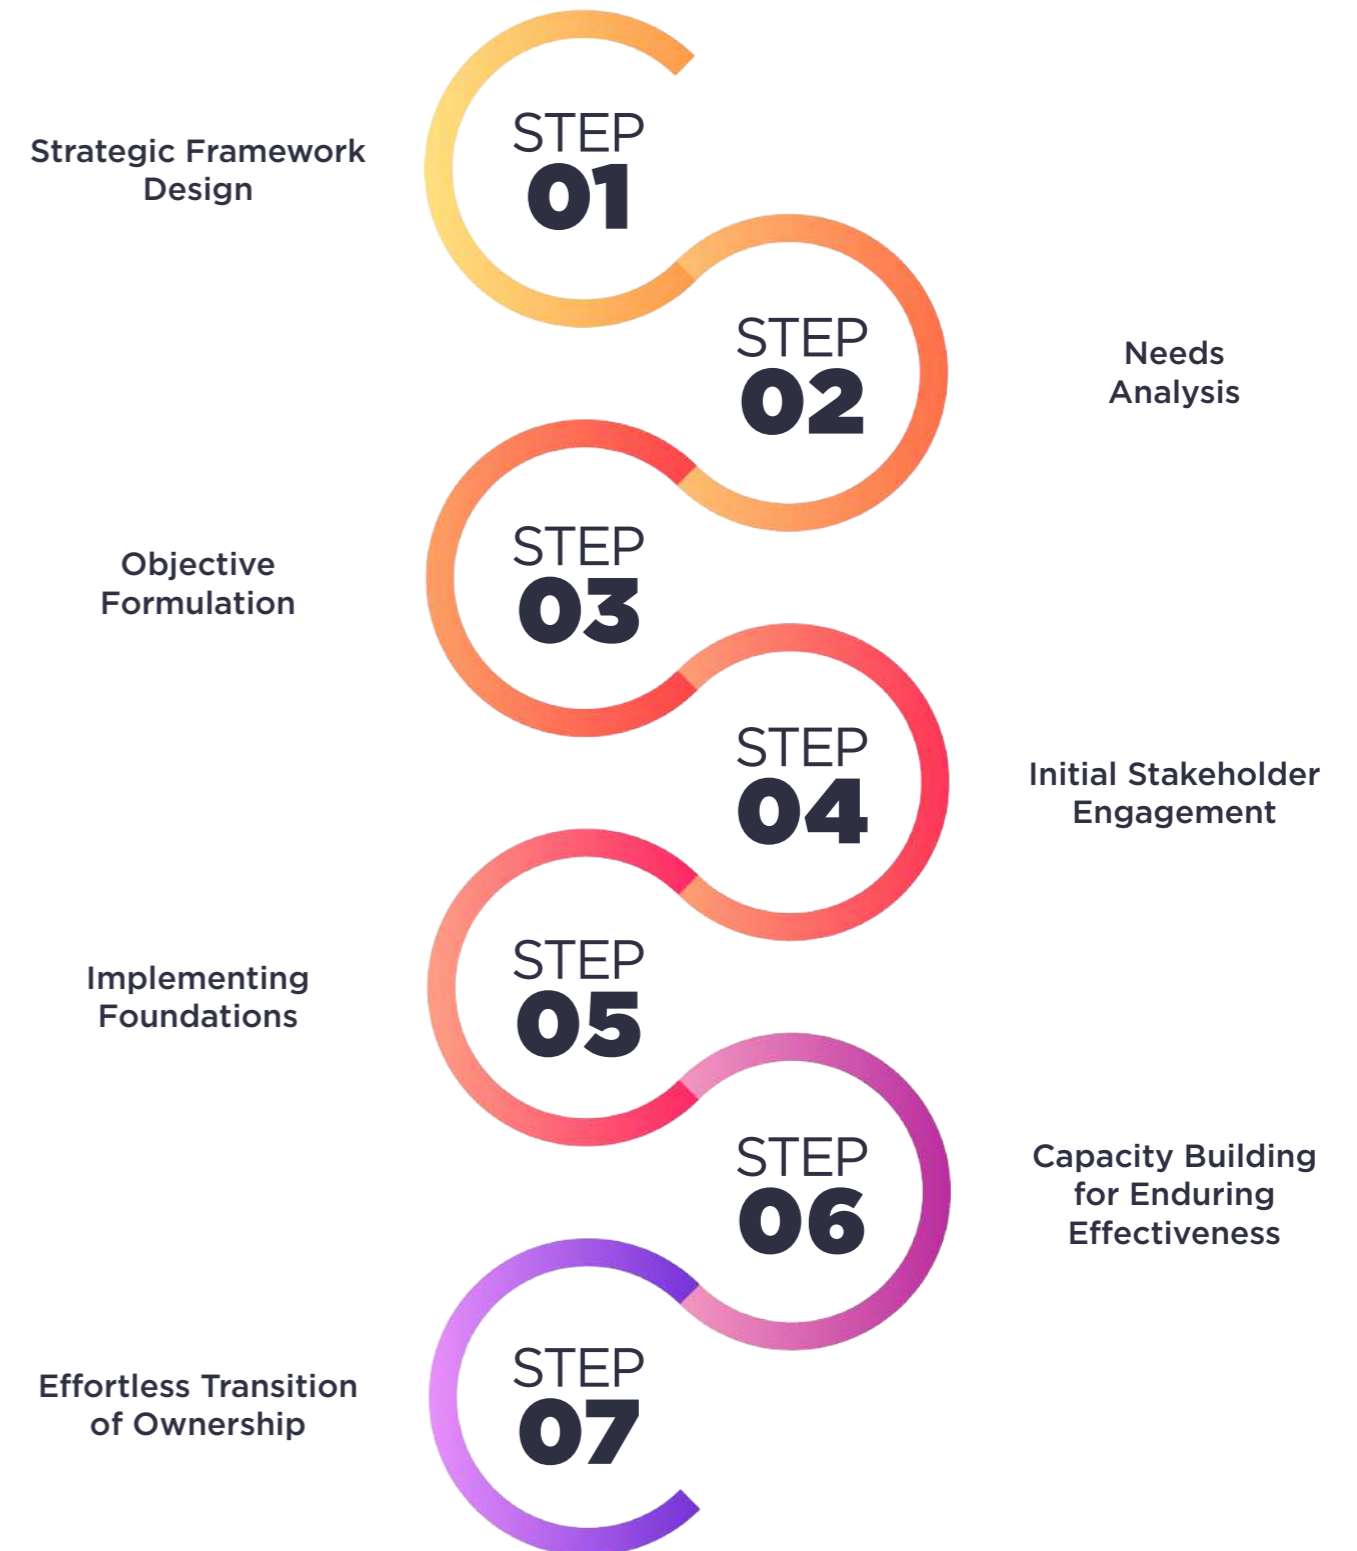 STEP
01
Strategic Framework
Design
STEP
02
Needs
Analysis
STEP
03
Objective
Formulation
STEP
04
Initial Stakeholder
Engagement
STEP
05
Implementing
Foundations
STEP
06
Capacity Building
for Enduring
Effectiveness
STEP
07
Effortless Transition
of Ownership